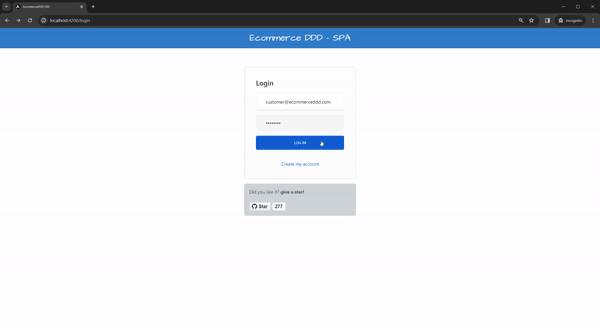 EcommerceDDD SPA
localhost:4200/login
Incognito
Ecommerce DDD - SPA
Login
customer@ecommerceddd.com
••••••••
LOG IN
Create my account
Did you like it? give a star!
Star 277